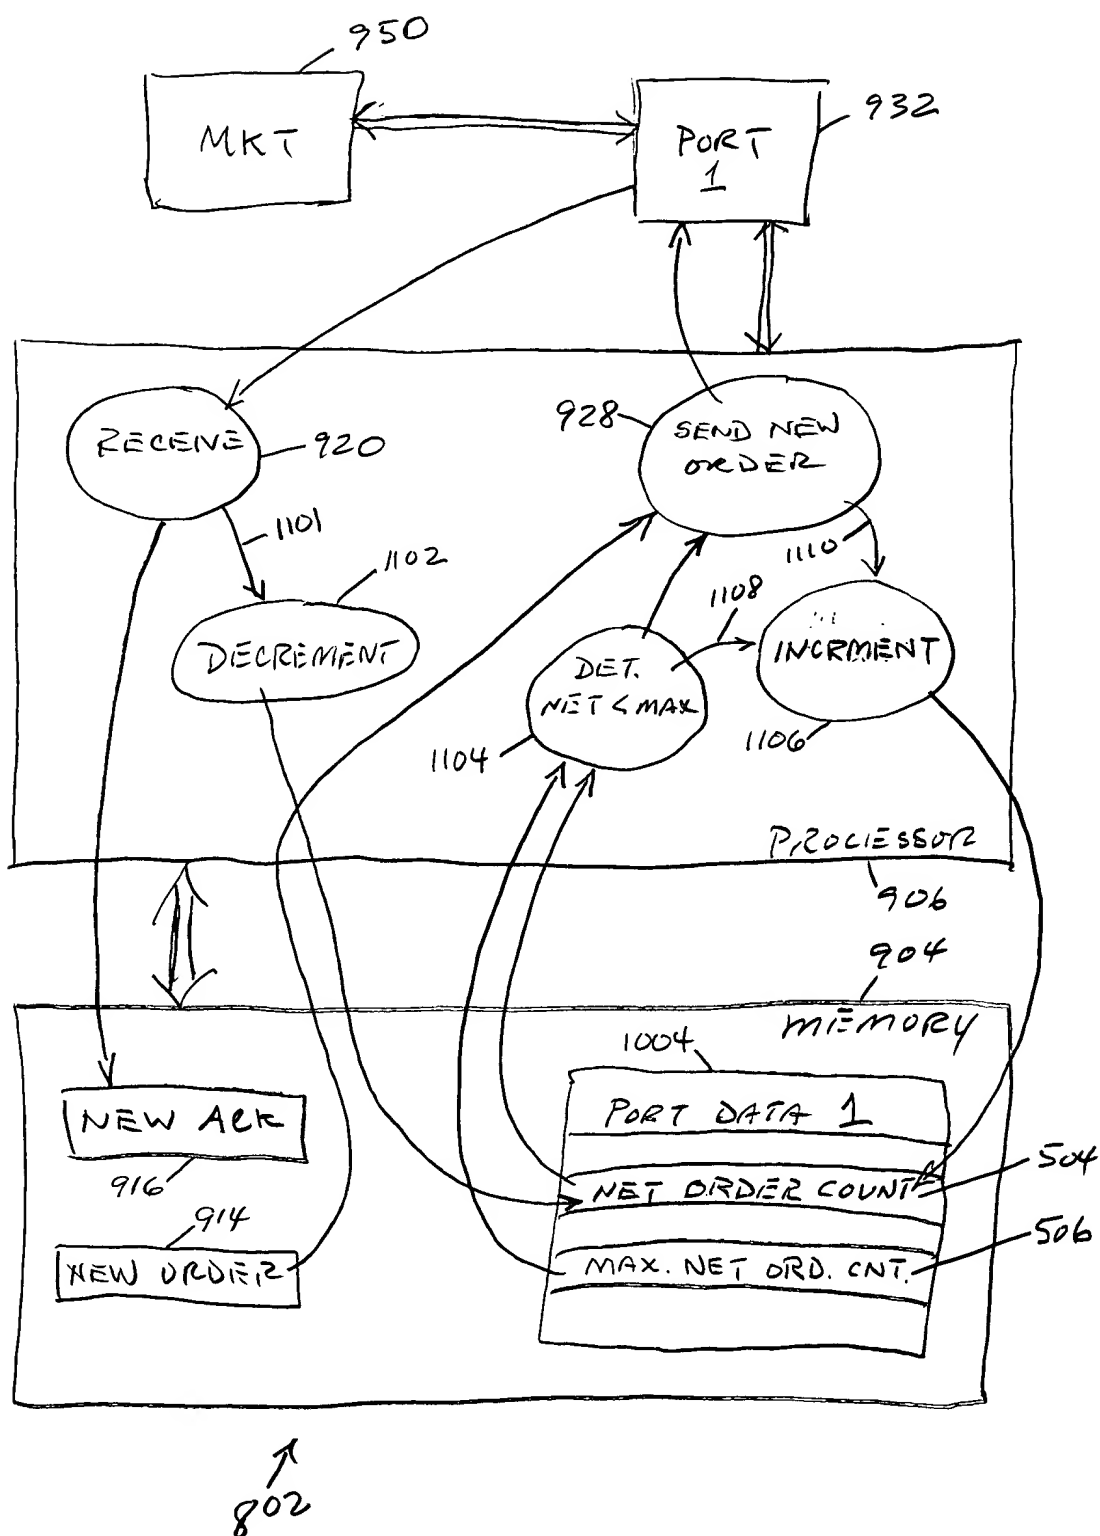 950
MKT
932
PORT
1
RECEIVE
920
928
SEND NEW
ORDER
1101
1110
1102
1108
DECREMENT
DET.
NET < MAX
INCRMENT
1104
1106
PROCESSOR
906
904
MEMORY
1004
PORT DATA 1
NEW ACK
916
NET ORDER COUNT
504
914
NEW ORDER
MAX. NET ORD. CNT.
506
802